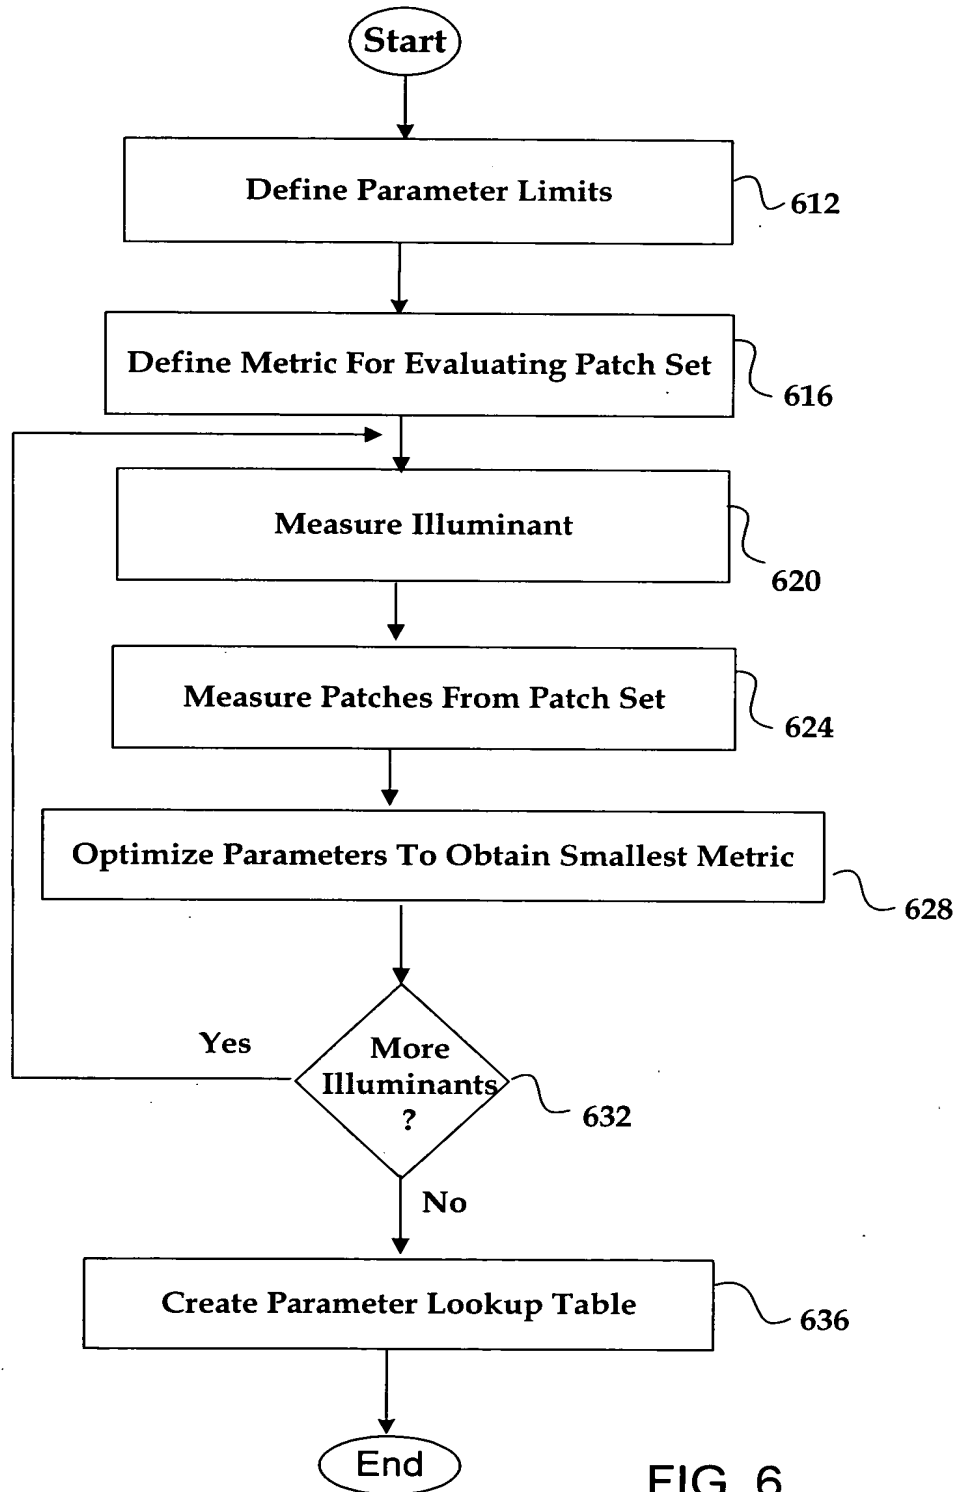 Start
Define Parameter Limits
612
Define Metric For Evaluating Patch Set
616
Measure Illuminant
620
Measure Patches From Patch Set
624
Optimize Parameters To Obtain Smallest Metric
628
Yes
More
Illuminants
?
632
No
Create Parameter Lookup Table
636
End
FIG. 6